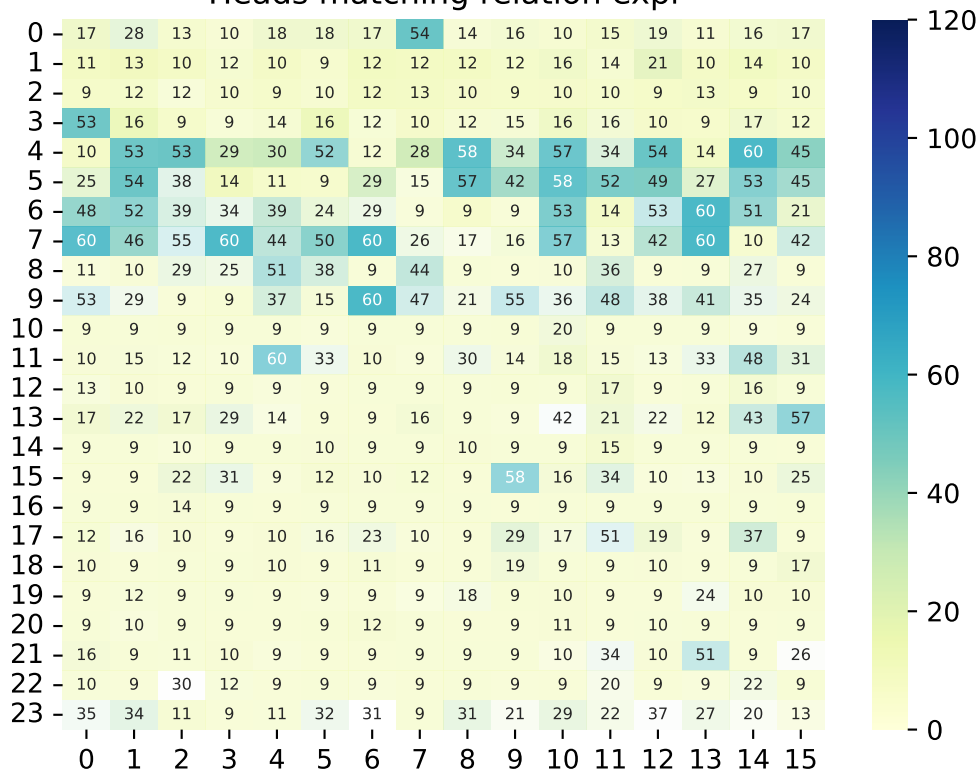 Heads matching relation expl
0 17 28 13 10 18 18 17 54 14 16 10 15 19 11 16 17
1 11 13 10 12 10 9 12 12 12 12 16 14 21 10 14 10
2 9 12 12 10 9 10 12 13 10 9 10 10 9 13 9 10
3 53 16 9 9 14 16 12 10 12 15 16 16 10 9 17 12
4 10 53 53 29 30 52 12 28 58 34 57 34 54 14 60 45
5 25 54 38 14 11 9 29 15 57 42 58 52 49 27 53 45
6 48 52 39 34 39 24 29 9 9 9 53 14 53 60 51 21
7 60 46 55 60 44 50 60 26 17 16 57 13 42 60 10 42
8 11 10 29 25 51 38 9 44 9 9 10 36 9 9 27 9
9 53 29 9 9 37 15 60 47 21 55 36 48 38 41 35 24
10 9 9 9 9 9 9 9 9 9 9 20 9 9 9 9 9
11 10 15 12 10 60 33 10 9 30 14 18 15 13 33 48 31
12 13 10 9 9 9 9 9 9 9 9 9 17 9 9 16 9
13 17 22 17 29 14 9 9 16 9 9 42 21 22 12 43 57
14 9 9 10 9 9 10 9 9 10 9 9 15 9 9 9 9
15 9 9 22 31 9 12 10 12 9 58 16 34 10 13 10 25
16 9 9 14 9 9 9 9 9 9 9 9 9 9 9 9 9
17 12 16 10 9 10 16 23 10 9 29 17 51 19 9 37 9
18 10 9 9 9 10 9 11 9 9 19 9 9 10 9 9 17
19 9 12 9 9 9 9 9 9 18 9 10 9 9 24 10 10
20 9 10 9 9 9 9 12 9 9 9 11 9 10 9 9 9
21 16 9 11 10 9 9 9 9 9 9 10 34 10 51 9 26
22 10 9 30 12 9 9 9 9 9 9 9 20 9 9 22 9
23 35 34 11 9 11 32 31 9 31 21 29 22 37 27 20 13
0 1 2 3 4 5 6 7 8 9 10 11 12 13 14 15
120
100
80
60
40
20
0